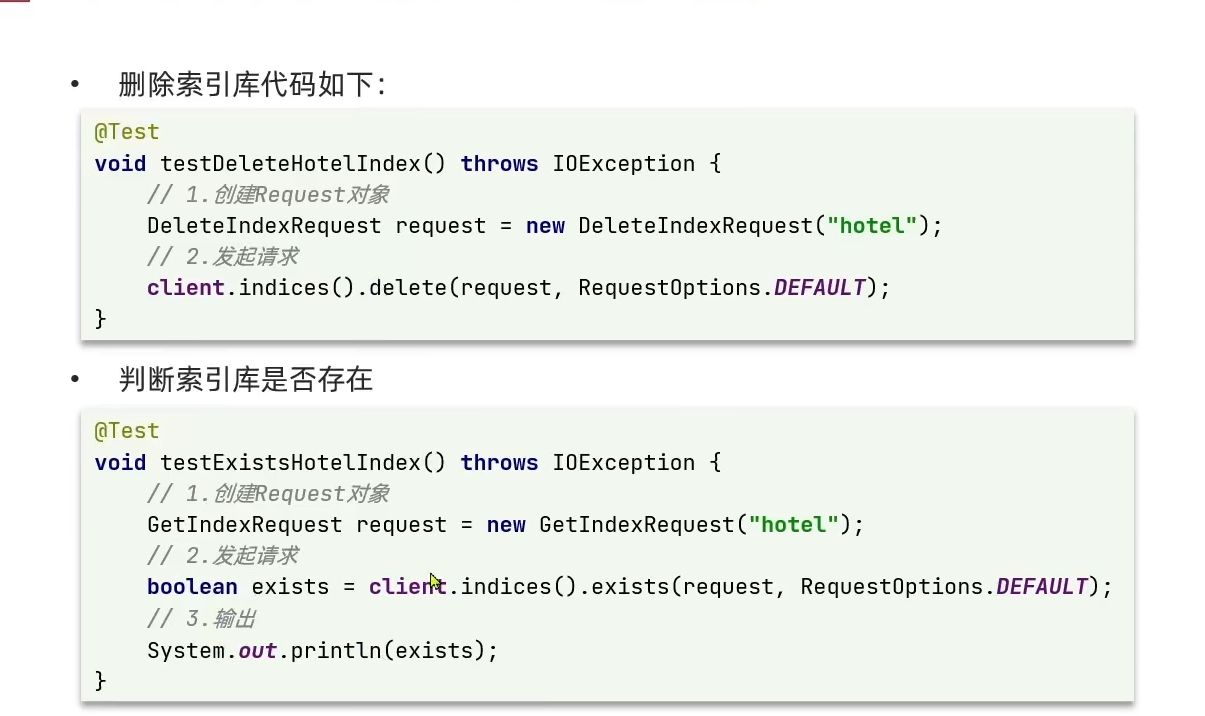 • 删除索引库代码如下：
@Test
void testDeleteHotelIndex() throws IOException {
    // 1.创建Request对象
    DeleteIndexRequest request = new DeleteIndexRequest("hotel");
    // 2.发起请求
    client.indices().delete(request, RequestOptions.DEFAULT);
}
• 判断索引库是否存在
@Test
void testExistsHotelIndex() throws IOException {
    // 1.创建Request对象
    GetIndexRequest request = new GetIndexRequest("hotel");
    // 2.发起请求
    boolean exists = client.indices().exists(request, RequestOptions.DEFAULT);
    // 3.输出
    System.out.println(exists);
}